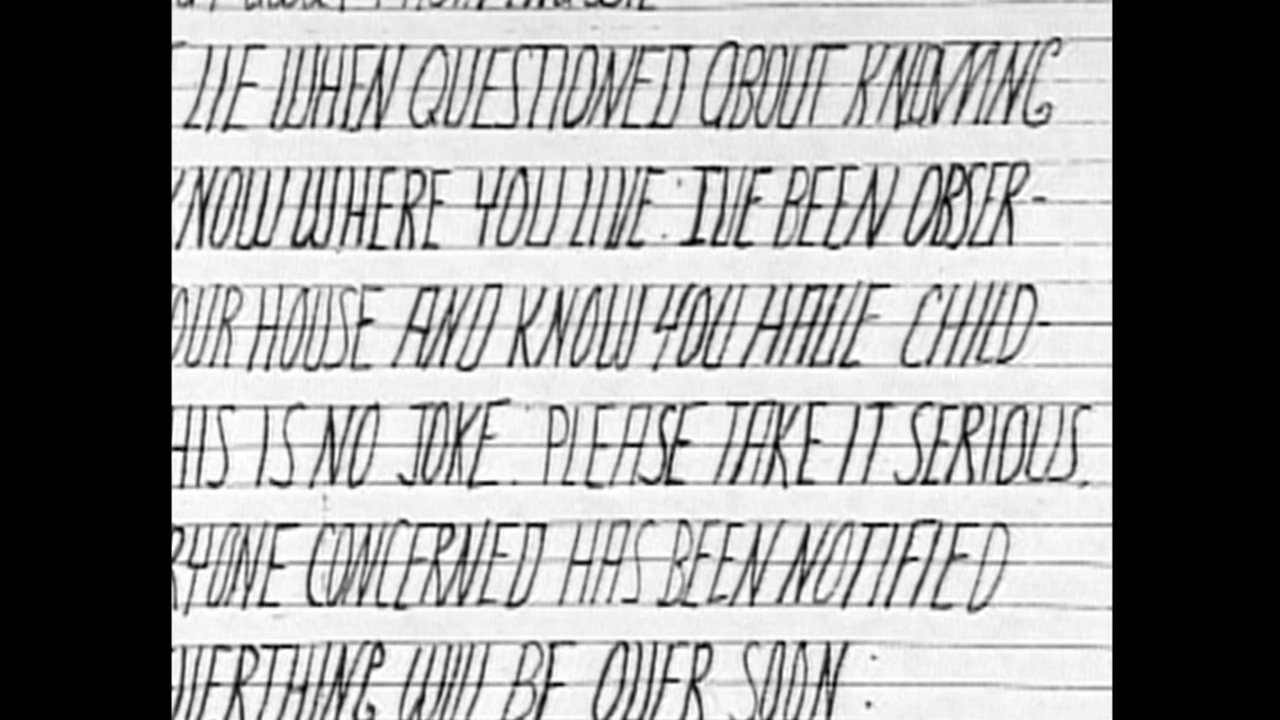 LIE WHEN QUESTIONED ABOUT KNOWING
KNOW WHERE YOU LIVE. I'VE BEEN OBSER-
OUR HOUSE AND KNOW YOU HAVE CHILD-
HIS IS NO JOKE. PLEASE TAKE IT SERIOUS.
RYONE CONCERNED HAS BEEN NOTIFIED
VERTHING WILL BE OVER SOON.